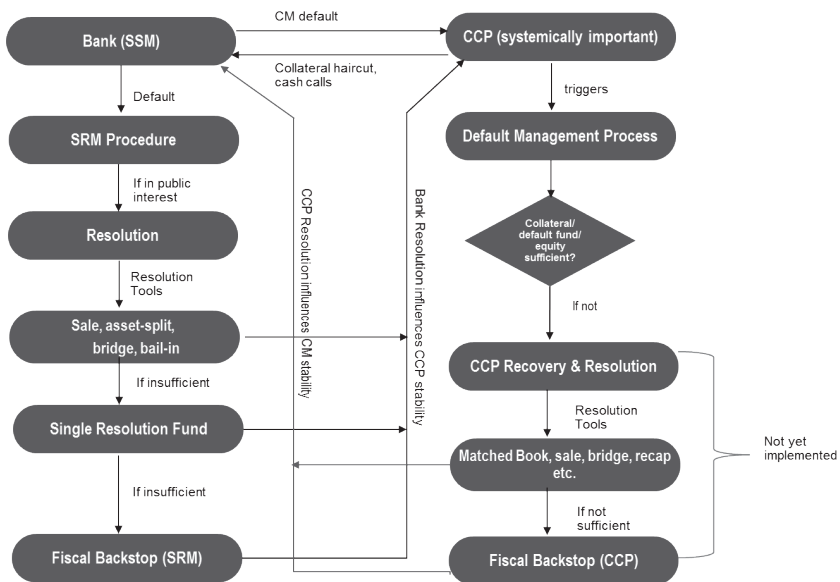 CM default
Bank (SSM)
CCP (systemically important)
Collateral haircut,
cash calls
Default
triggers
SRM Procedure
Default Management Process
If in public
interest
Resolution
Collateral/
default fund/
equity
sufficient?
CCP Resolution influences CM stability
Bank Resolution influences CCP stability
Resolution
Tools
If not
Sale, asset-split,
bridge, bail-in
CCP Recovery & Resolution
If insufficient
Resolution
Tools
Single Resolution Fund
Not yet
implemented
Matched Book, sale, bridge, recap
etc.
If insufficient
If not
sufficient
Fiscal Backstop (SRM)
Fiscal Backstop (CCP)